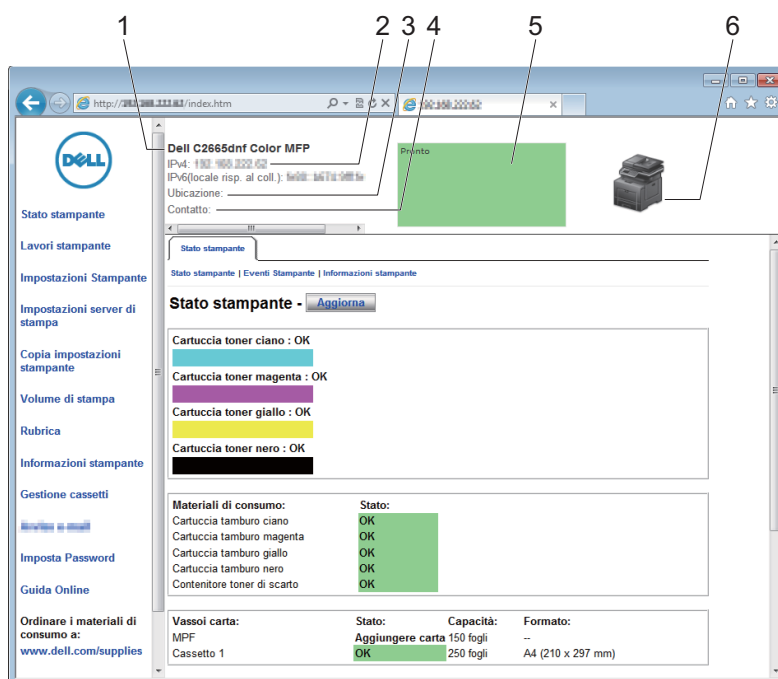 1 2 3 4 5 6
http:// /index.htm
DELL
Stato stampante
Lavori stampante
Impostazioni Stampante
Impostazioni server di
stampa
Copia impostazioni
stampante
Volume di stampa
Rubrica
Informazioni stampante
Gestione cassetti
Imposta Password
Guida Online
Ordinare i materiali di
consumo a:
www.dell.com/supplies
Dell C2665dnf Color MFP
IPv4:
IPv6(locale risp. al coll.):
Ubicazione:
Contatto:
Pronto
Stato stampante
Stato stampante | Eventi Stampante | Informazioni stampante
Stato stampante - Aggiorna
Cartuccia toner ciano : OK
Cartuccia toner magenta : OK
Cartuccia toner giallo : OK
Cartuccia toner nero : OK
Materiali di consumo: Stato:
Cartuccia tamburo ciano OK
Cartuccia tamburo magenta OK
Cartuccia tamburo giallo OK
Cartuccia tamburo nero OK
Contenitore toner di scarto OK
Vassoi carta: Stato: Capacità: Formato:
MPF Aggiungere carta 150 fogli --
Cassetto 1 OK 250 fogli A4 (210 x 297 mm)